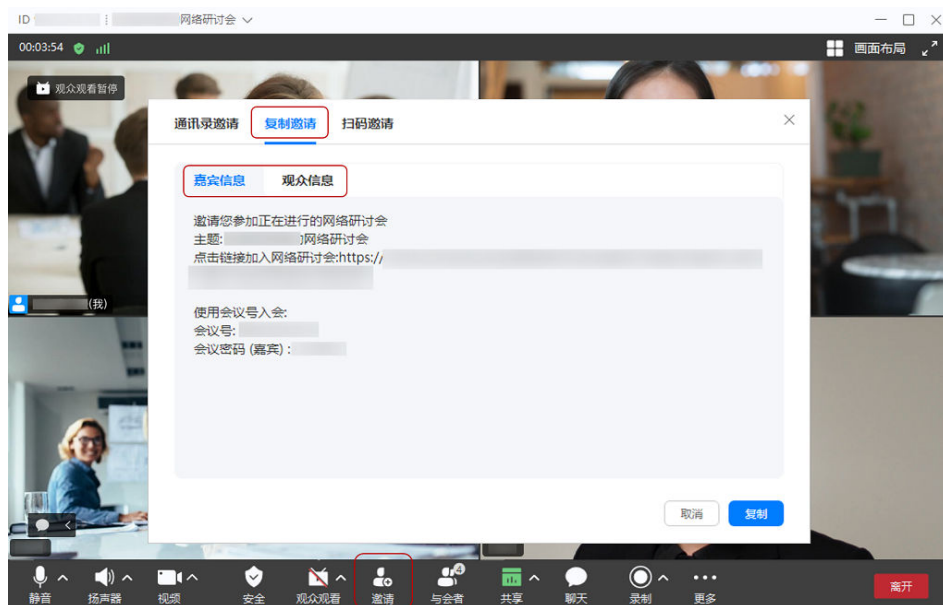 ID
网络研讨会
00:03:54
画面布局
观众观看暂停
通讯录邀请 复制邀请 扫码邀请
嘉宾信息 观众信息
邀请您参加正在进行的网络研讨会
主题: 网络研讨会
点击链接加入网络研讨会:https://
使用会议号入会:
会议号:
会议密码 (嘉宾) :
(我)
取消 复制
4
静音 扬声器 视频 安全 观众观看 邀请 与会者 共享 聊天 录制 更多 离开